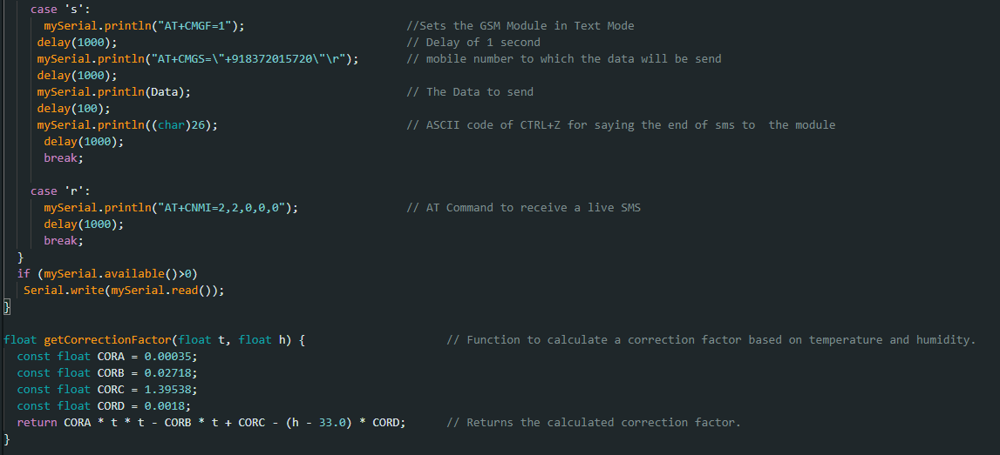 case 's':
mySerial.println("AT+CMGF=1"); //Sets the GSM Module in Text Mode
delay(1000); // Delay of 1 second
mySerial.println("AT+CMGS=\"+918372015720\"\r"); // mobile number to which the data will be send
delay(1000);
mySerial.println(Data); // The Data to send
delay(100);
mySerial.println((char)26); // ASCII code of CTRL+Z for saying the end of sms to  the module
delay(1000);
break;
case 'r':
mySerial.println("AT+CNMI=2,2,0,0,0"); // AT Command to receive a live SMS
delay(1000);
break;
}
if (mySerial.available()>0)
Serial.write(mySerial.read());
}
float getCorrectionFactor(float t, float h) { // Function to calculate a correction factor based on temperature and humidity.
const float CORA = 0.00035;
const float CORB = 0.02718;
const float CORC = 1.39538;
const float CORD = 0.0018;
return CORA * t * t - CORB * t + CORC - (h - 33.0) * CORD; // Returns the calculated correction factor.
}